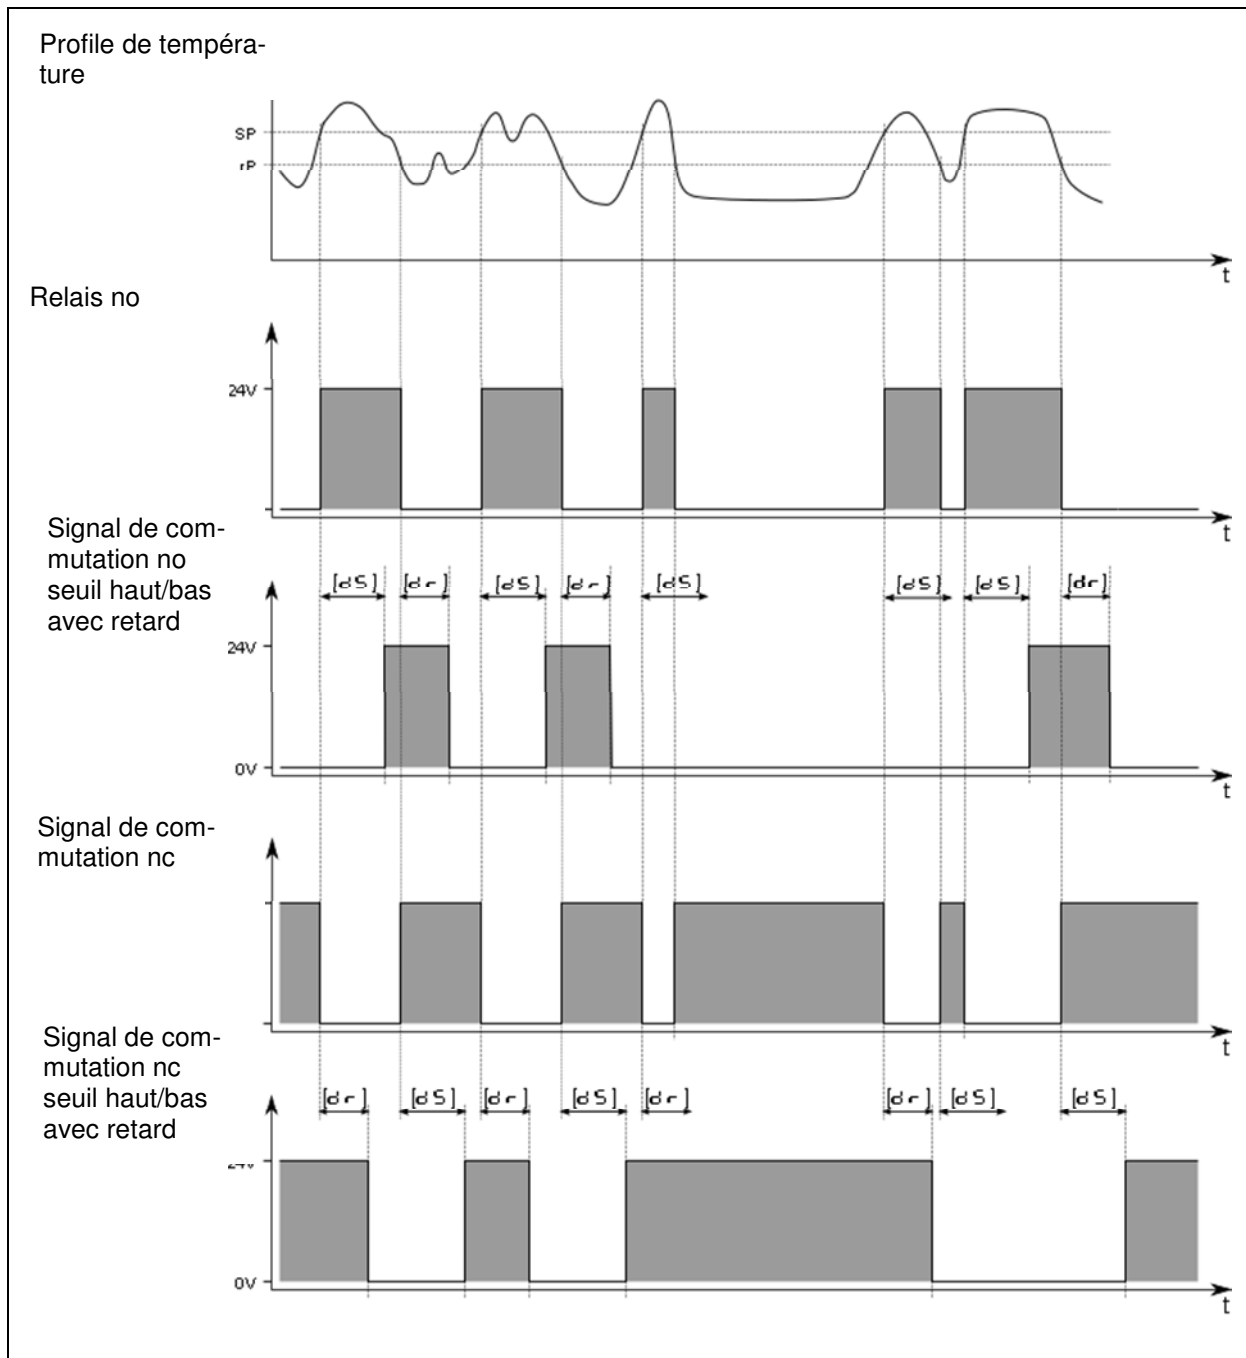 Profile de tempéra-
ture
SP
rP
t
Relais no
24V
t
Signal de com-
mutation no
seuil haut/bas
avec retard
[dS] [dr] [dS] [dr] [dS] [dS] [dS] [dr]
24V
0V
t
Signal de com-
mutation nc
t
Signal de com-
mutation nc
seuil haut/bas
avec retard
[dr] [dS] [dr] [dS] [dr] [dr] [dS] [dS]
24V
0V
t